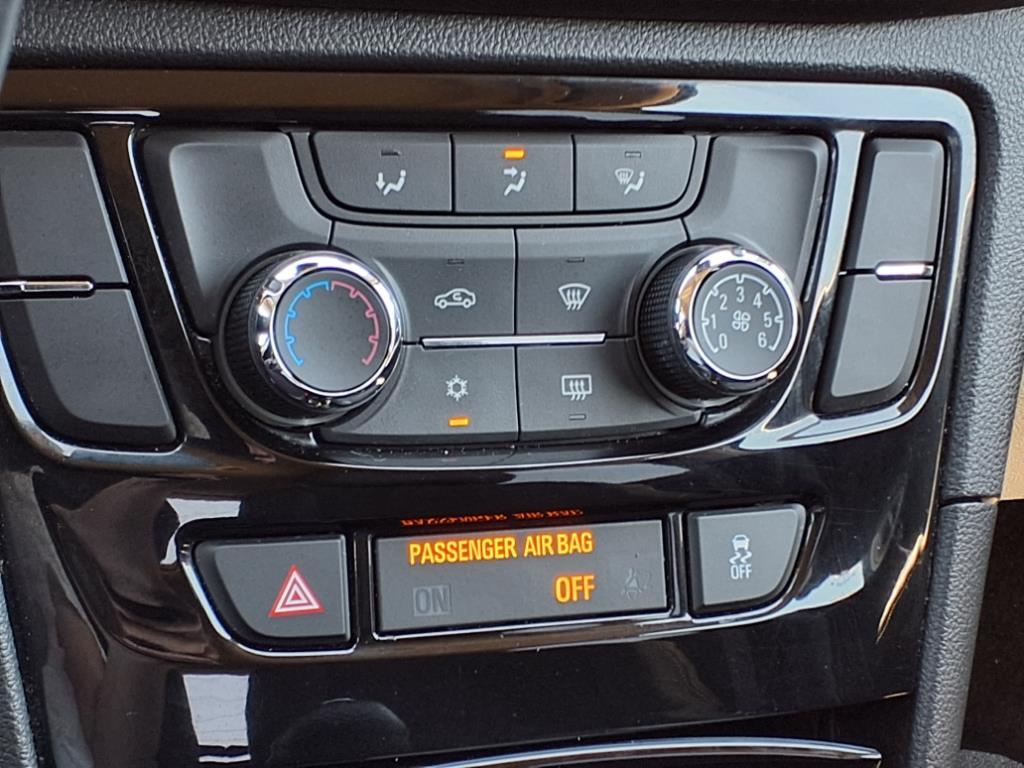 0 1 2 3 4 5 6
PASSENGER AIR BAG
ON OFF
OFF